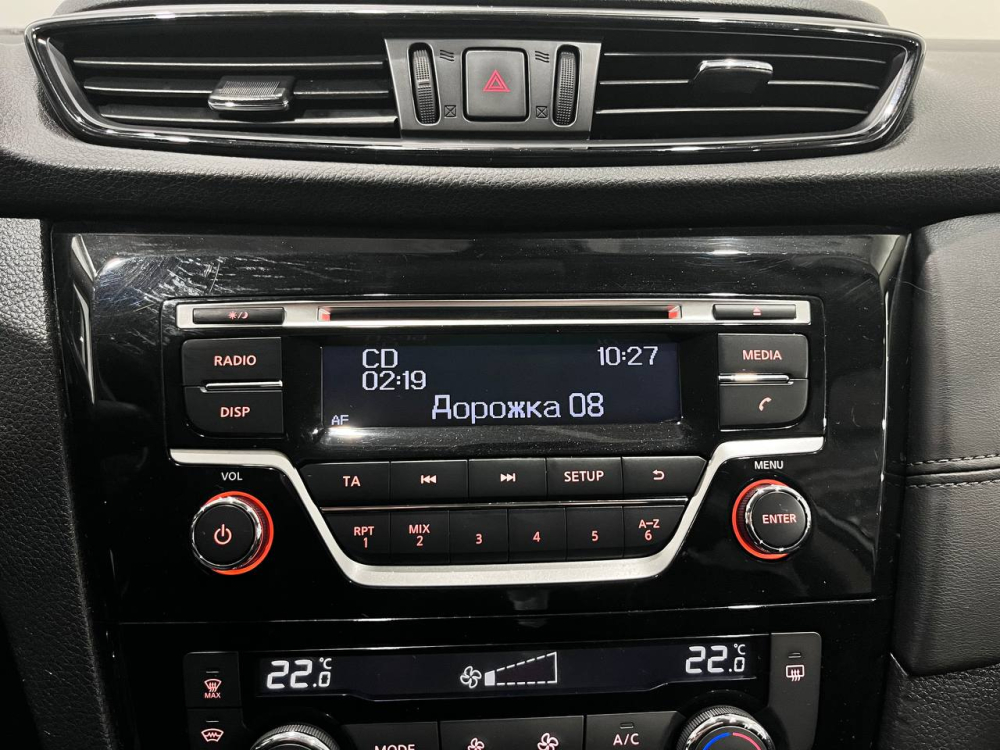 RADIO
DISP
CD
10:27
02:19
Дорожка 08
AF
MEDIA
VOL
MENU
TA
SETUP
RPT
1
MIX
2
3
4
5
A-Z
6
ENTER
22.0 °C
22.0 °C
MAX
MODE
A/C